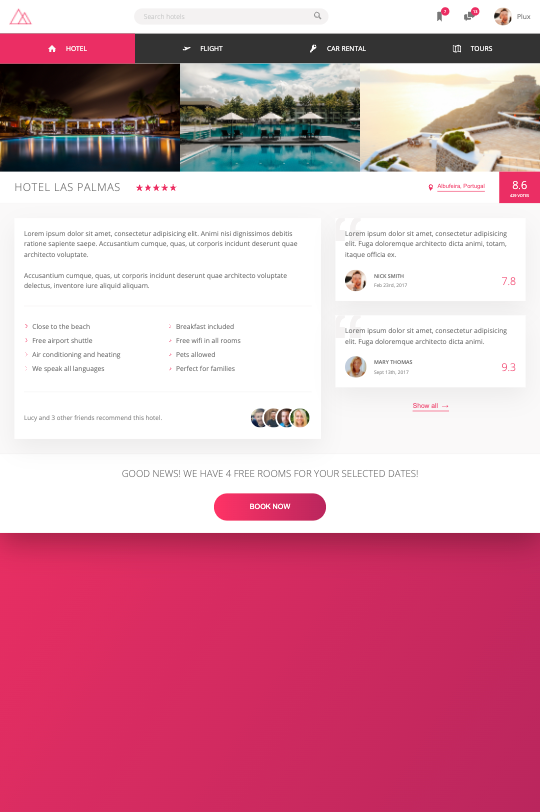 Search hotels
7
13
Plux
HOTEL
FLIGHT
CAR RENTAL
TOURS
HOTEL LAS PALMAS
Albufeira, Portugal
8.6
429 votes
Lorem ipsum dolor sit amet, consectetur adipisicing elit. Animi nisi dignissimos debitis
ratione sapiente saepe. Accusantium cumque, quas, ut corporis incidunt deserunt quae
architecto voluptate.
Accusantium cumque, quas, ut corporis incidunt deserunt quae architecto voluptate
delectus, inventore iure aliquid aliquam.
Close to the beach
Breakfast included
Free airport shuttle
Free wifi in all rooms
Air conditioning and heating
Pets allowed
We speak all languages
Perfect for families
Lucy and 3 other friends recommend this hotel.
Lorem ipsum dolor sit amet, consectetur adipisicing
elit. Fuga doloremque architecto dicta animi, totam,
itaque officia ex.
NICK SMITH
Feb 23rd, 2017
7.8
Lorem ipsum dolor sit amet, consectetur adipisicing
elit. Fuga doloremque architecto dicta animi.
MARY THOMAS
Sept 13th, 2017
9.3
Show all →
GOOD NEWS! WE HAVE 4 FREE ROOMS FOR YOUR SELECTED DATES!
BOOK NOW